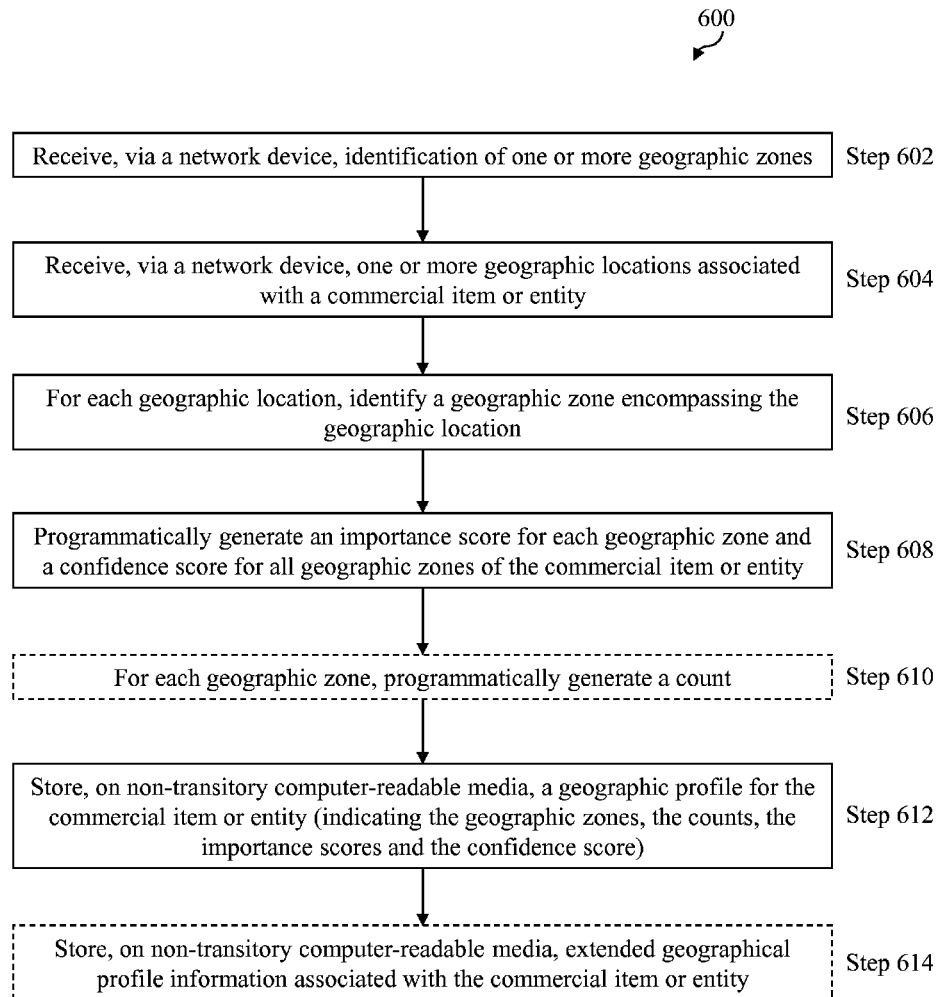 600
Receive, via a network device, identification of one or more geographic zones
Step 602
Receive, via a network device, one or more geographic locations associated
with a commercial item or entity
Step 604
For each geographic location, identify a geographic zone encompassing the
geographic location
Step 606
Programmatically generate an importance score for each geographic zone and
a confidence score for all geographic zones of the commercial item or entity
Step 608
For each geographic zone, programmatically generate a count
Step 610
Store, on non-transitory computer-readable media, a geographic profile for the
commercial item or entity (indicating the geographic zones, the counts, the
importance scores and the confidence score)
Step 612
Store, on non-transitory computer-readable media, extended geographical
profile information associated with the commercial item or entity
Step 614